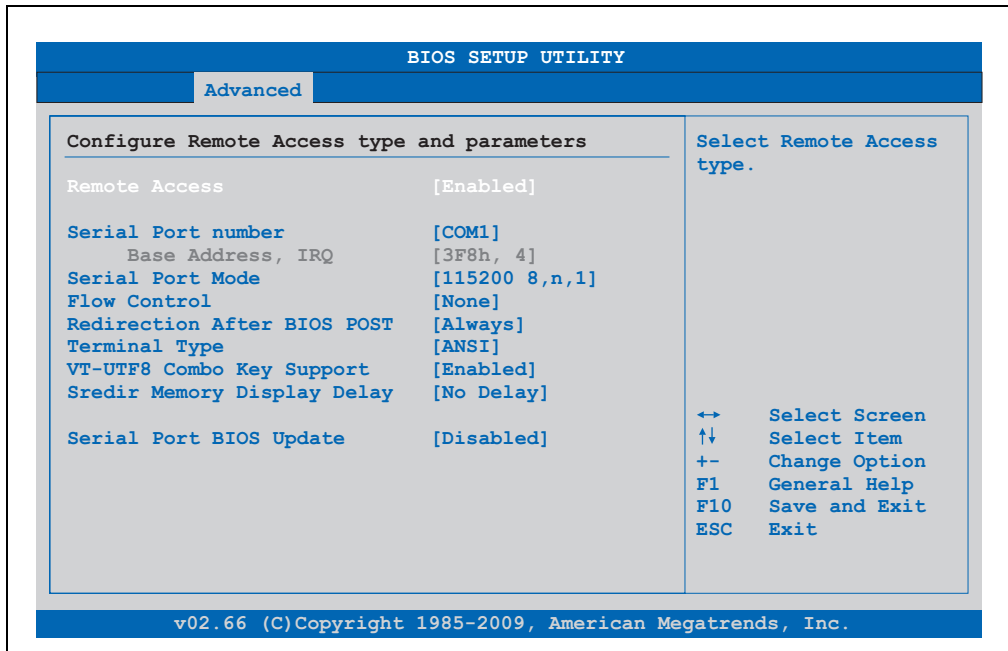 BIOS SETUP UTILITY
Advanced
Configure Remote Access type and parameters
Remote Access [Enabled]
Serial Port number [COM1]
Base Address, IRQ [3F8h, 4]
Serial Port Mode [115200 8,n,1]
Flow Control [None]
Redirection After BIOS POST [Always]
Terminal Type [ANSI]
VT-UTF8 Combo Key Support [Enabled]
Sredir Memory Display Delay [No Delay]
Serial Port BIOS Update [Disabled]
Select Remote Access
type.
↔ Select Screen
↑↓ Select Item
+- Change Option
F1 General Help
F10 Save and Exit
ESC Exit
v02.66 (C)Copyright 1985-2009, American Megatrends, Inc.